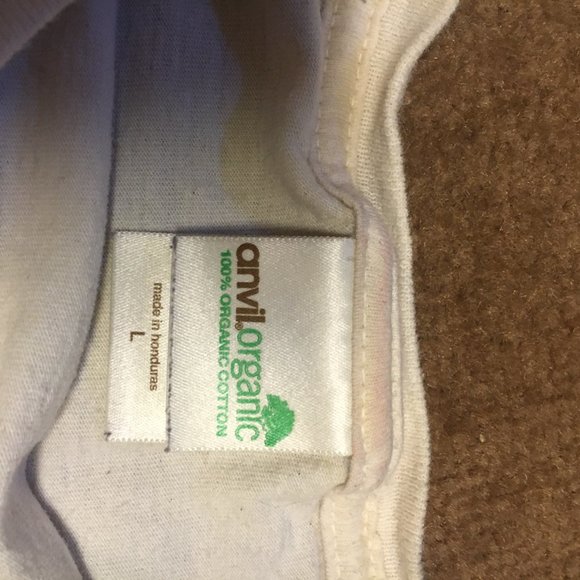 anvil®organic
100% ORGANIC COTTON
L
made in honduras